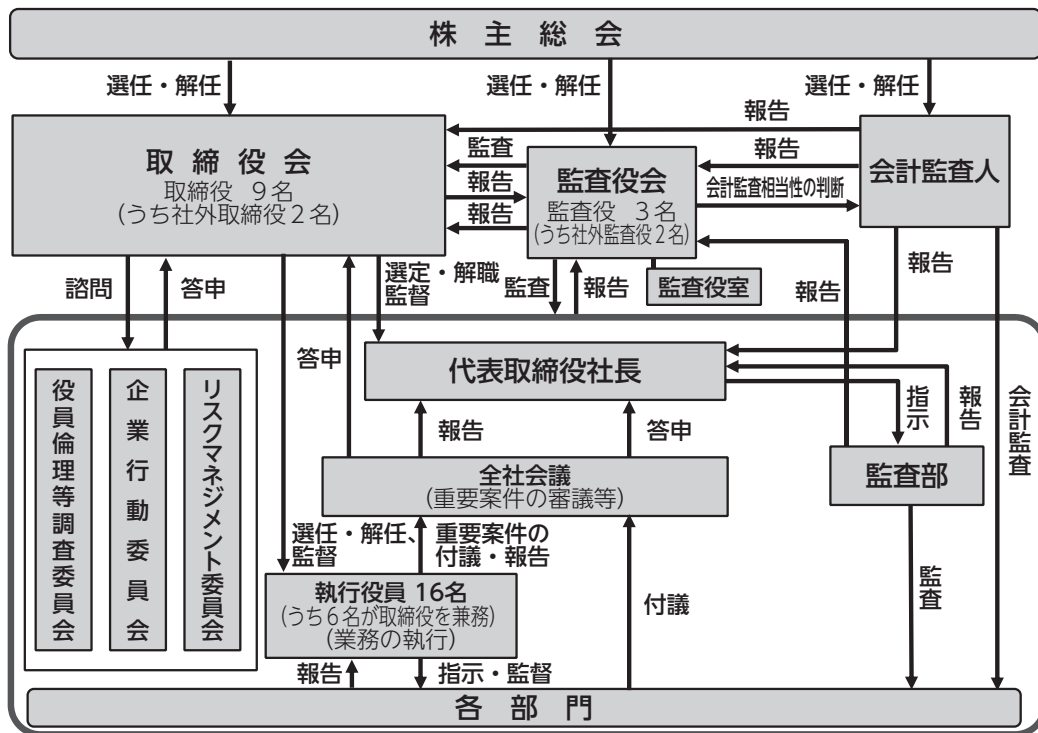 株主総会
選任・解任
選任・解任
選任・解任
取締役会
取締役 9名
(うち社外取締役2名)
報告
監査
報告
報告
監査役会
監査役 3名
(うち社外監査役2名)
監査役室
報告
会計監査相当性の判断
会計監査人
諮問
答申
選定・解職
監督
監査
報告
報告
報告
答申
代表取締役社長
指示
報告
会計監査
役員倫理等調査委員会
企業行動委員会
リスクマネジメント委員会
報告
答申
全社会議
(重要案件の審議等)
監査部
選任・解任、
監督
重要案件の
付議・報告
執行役員 16名
(うち6名が取締役を兼務)
(業務の執行)
付議
監査
報告
指示・監督
各部門